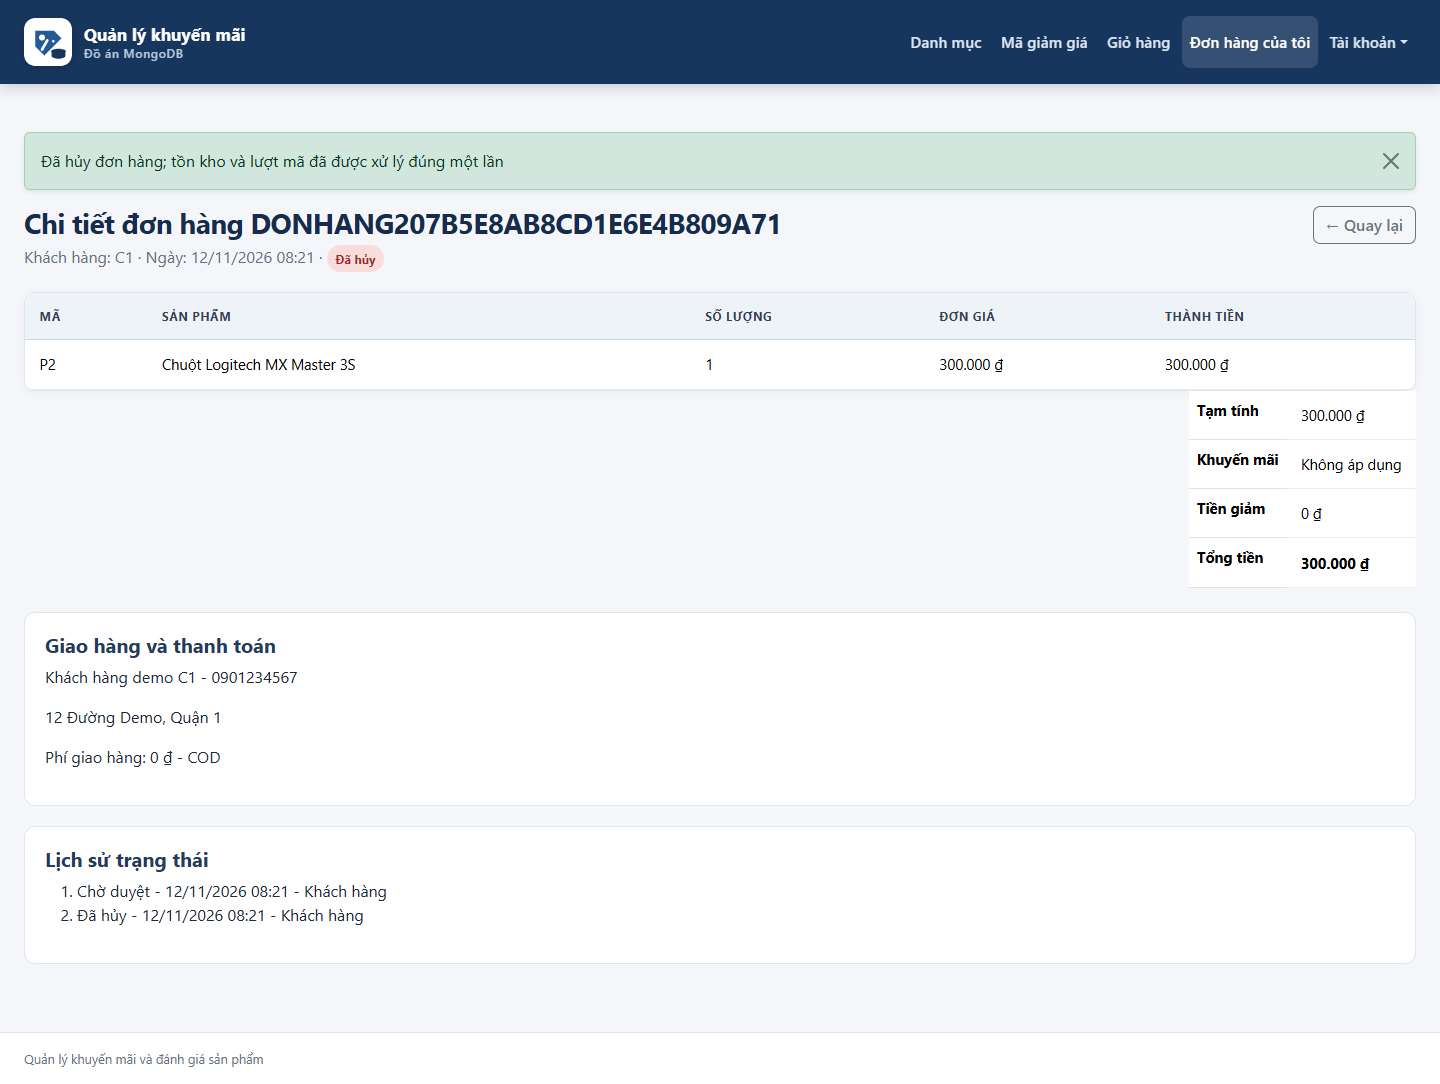 Quản lý khuyến mãi
Đồ án MongoDB
Danh mục
Mã giảm giá
Giỏ hàng
Đơn hàng của tôi
Tài khoản
Đã hủy đơn hàng; tồn kho và lượt mã đã được xử lý đúng một lần
Chi tiết đơn hàng DONHANG207B5E8AB8CD1E6E4B809A71
← Quay lại
Khách hàng: C1 · Ngày: 12/11/2026 08:21 · Đã hủy
MÃ SẢN PHẨM SỐ LƯỢNG ĐƠN GIÁ THÀNH TIỀN
P2 Chuột Logitech MX Master 3S 1 300.000 ₫ 300.000 ₫
Tạm tính 300.000 ₫
Khuyến mãi Không áp dụng
Tiền giảm 0 ₫
Tổng tiền 300.000 ₫
Giao hàng và thanh toán
Khách hàng demo C1 - 0901234567
12 Đường Demo, Quận 1
Phí giao hàng: 0 ₫ - COD
Lịch sử trạng thái
1. Chờ duyệt - 12/11/2026 08:21 - Khách hàng
2. Đã hủy - 12/11/2026 08:21 - Khách hàng
Quản lý khuyến mãi và đánh giá sản phẩm